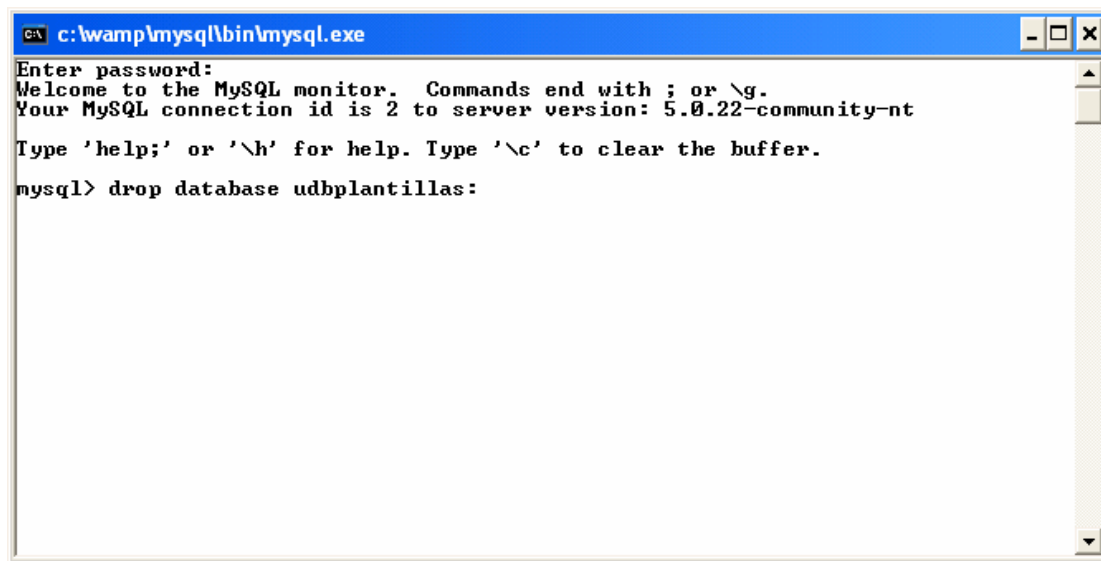 c:\wamp\mysql\bin\mysql.exe
Enter password:
Welcome to the MySQL monitor.  Commands end with ; or \g.
Your MySQL connection id is 2 to server version: 5.0.22-community-nt
Type 'help;' or '\h' for help. Type '\c' to clear the buffer.
mysql> drop database udbplantillas: